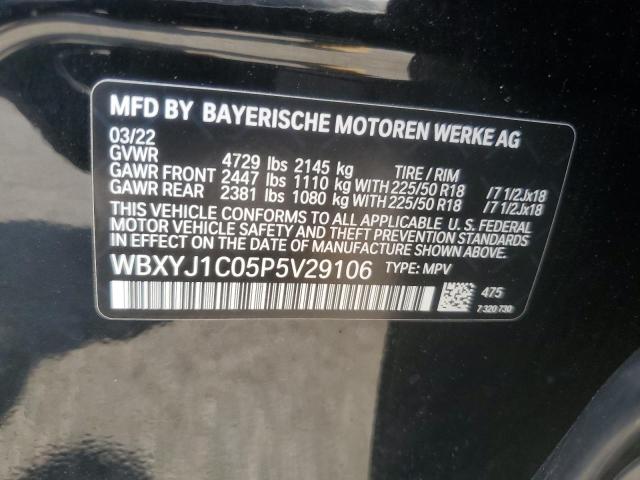 MFD BY BAYERISCHE MOTOREN WERKE AG
03/22
GVWR 4729 lbs 2145 kg TIRE / RIM
GAWR FRONT 2447 lbs 1110 kg WITH 225/50 R18 / 7 1/2Jx18
GAWR REAR 2381 lbs 1080 kg WITH 225/50 R18 / 7 1/2Jx18
THIS VEHICLE CONFORMS TO ALL APPLICABLE U. S. FEDERAL
MOTOR VEHICLE SAFETY, BUMPER, AND THEFT PREVENTION
STANDARDS IN EFFECT ON THE DATE OF MANUFACTURE SHOWN ABOVE.
WBXYJ1C05P5V29106 TYPE: MPV
475
7 320 730